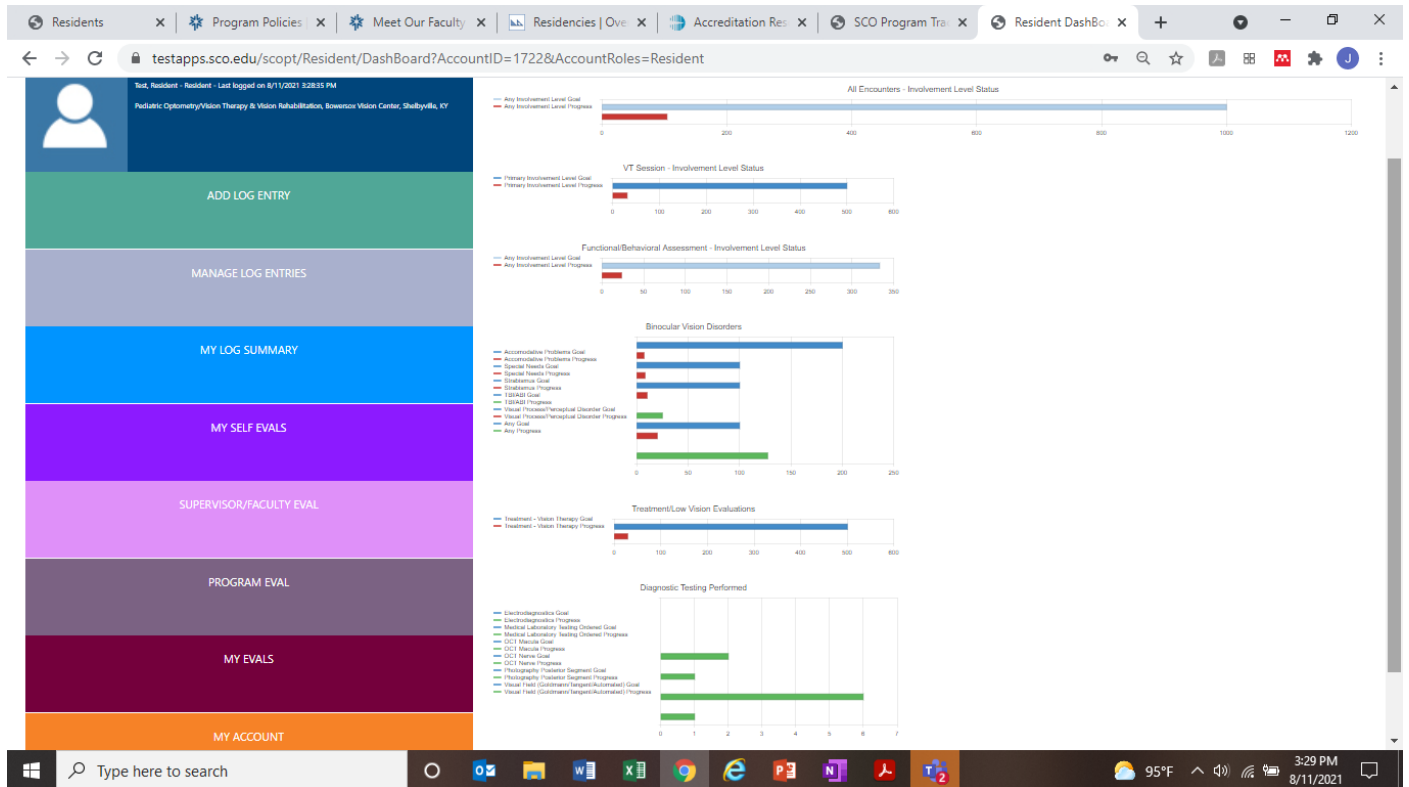 Residents
Program Policies |
Meet Our Faculty
Residencies | Ove
Accreditation Res
SCO Program Tra
Resident DashBo
testapps.sco.edu/scopt/Resident/DashBoard?AccountID=1722&AccountRoles=Resident
J
Test, Resident - Resident - Last logged on 8/11/2021 3:28:35 PM
Pediatric Optometry/Vision Therapy & Vision Rehabilitation, Bowersox Vision Center, Shelbyville, KY
ADD LOG ENTRY
MANAGE LOG ENTRIES
MY LOG SUMMARY
MY SELF EVALS
SUPERVISOR/FACULTY EVAL
PROGRAM EVAL
MY EVALS
MY ACCOUNT
All Encounters - Involvement Level Status
Any Involvement Level Goal
Any Involvement Level Progress
0 200 400 600 800 1000 1200
VT Session - Involvement Level Status
Primary Involvement Level Goal
Primary Involvement Level Progress
0 100 200 300 400 500 600
Functional/Behavioral Assessment - Involvement Level Status
Any Involvement Level Goal
Any Involvement Level Progress
0 50 100 150 200 250 300 350
Binocular Vision Disorders
Accomodative Problems Goal
Accomodative Problems Progress
Special Needs Goal
Special Needs Progress
Strabismus Goal
Strabismus Progress
TBI/ABI Goal
TBI/ABI Progress
Visual Process/Perceptual Disorder Goal
Visual Process/Perceptual Disorder Progress
Any Goal
Any Progress
0 50 100 150 200 250
Treatment/Low Vision Evaluations
Treatment - Vision Therapy Goal
Treatment - Vision Therapy Progress
0 100 200 300 400 500 600
Diagnostic Testing Performed
Electrodiagnostics Goal
Electrodiagnostics Progress
Medical Laboratory Testing Ordered Goal
Medical Laboratory Testing Ordered Progress
OCT Macula Goal
OCT Macula Progress
OCT Nerve Goal
OCT Nerve Progress
Photography Posterior Segment Goal
Photography Posterior Segment Progress
Visual Field (Goldmann/Tangent/Automated) Goal
Visual Field (Goldmann/Tangent/Automated) Progress
0 1 2 3 4 5 6 7
Type here to search
2
95°F
3:29 PM
8/11/2021